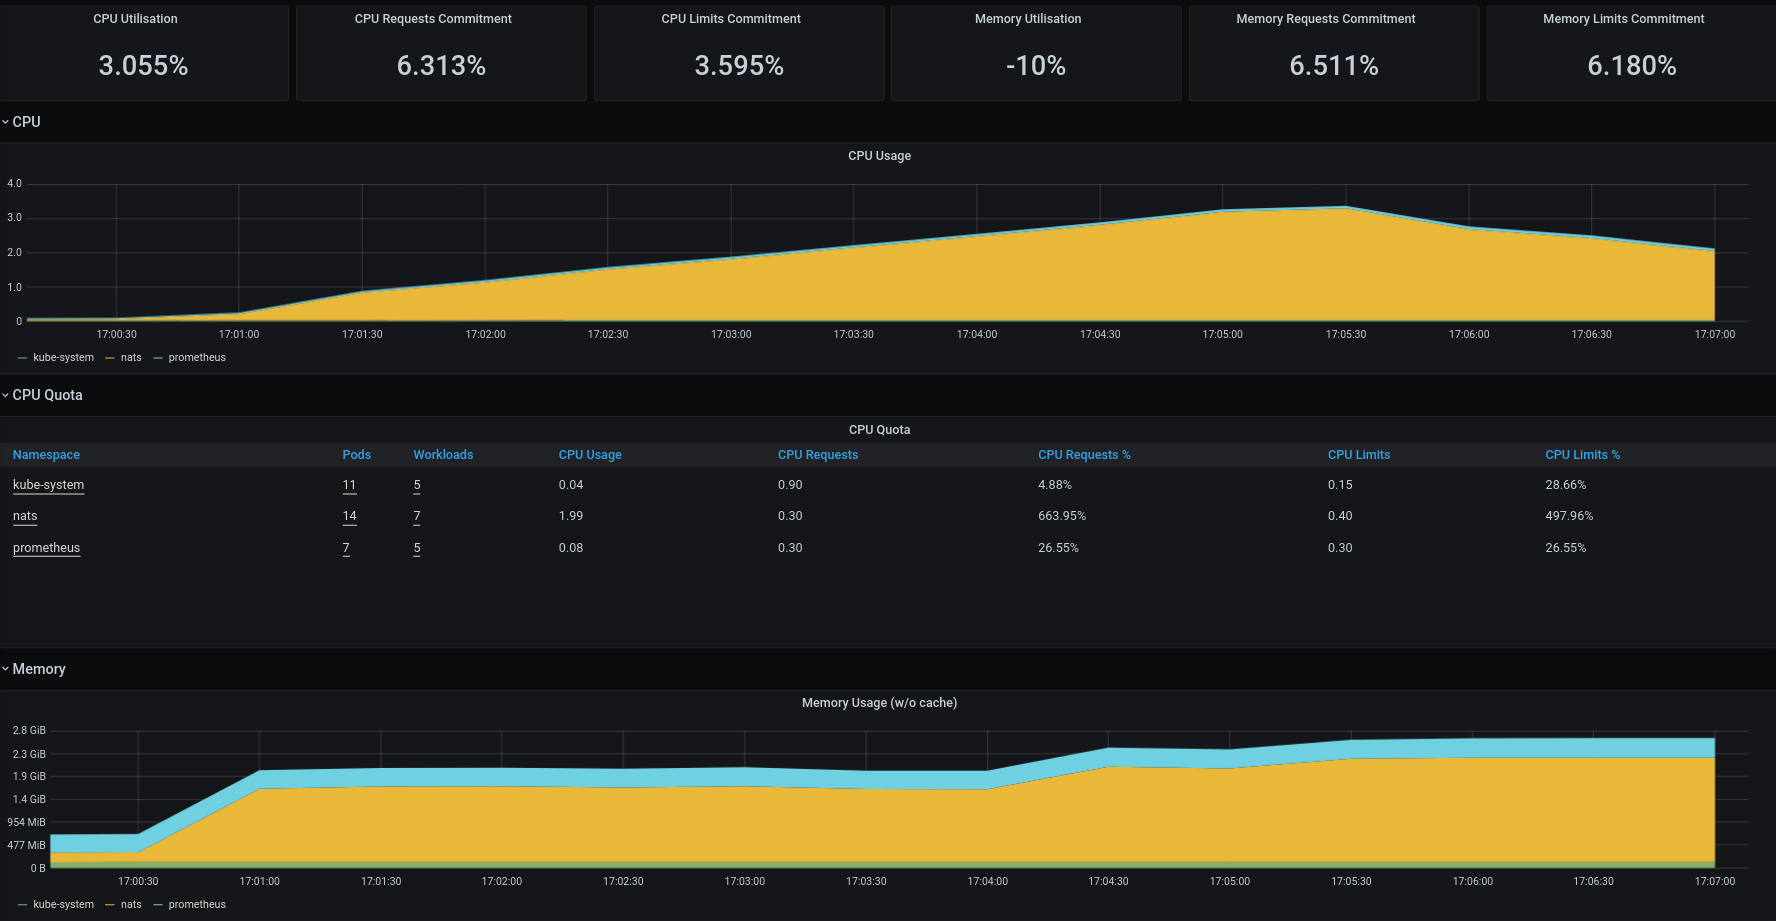 CPU Utilisation CPU Requests Commitment CPU Limits Commitment Memory Utilisation Memory Requests Commitment Memory Limits Commitment
3.055% 6.313% 3.595% -10% 6.511% 6.180%
CPU
CPU Usage
4.0
3.0
2.0
1.0
0
17:00:30 17:01:00 17:01:30 17:02:00 17:02:30 17:03:00 17:03:30 17:04:00 17:04:30 17:05:00 17:05:30 17:06:00 17:06:30 17:07:00
kube-system nats prometheus
CPU Quota
CPU Quota
Namespace Pods Workloads CPU Usage CPU Requests CPU Requests % CPU Limits CPU Limits %
kube-system 11 5 0.04 0.90 4.88% 0.15 28.66%
nats 14 7 1.99 0.30 663.95% 0.40 497.96%
prometheus 7 5 0.08 0.30 26.55% 0.30 26.55%
Memory
Memory Usage (w/o cache)
2.8 GiB
2.3 GiB
1.9 GiB
1.4 GiB
954 MiB
477 MiB
0 B
17:00:30 17:01:00 17:01:30 17:02:00 17:02:30 17:03:00 17:03:30 17:04:00 17:04:30 17:05:00 17:05:30 17:06:00 17:06:30 17:07:00
kube-system nats prometheus